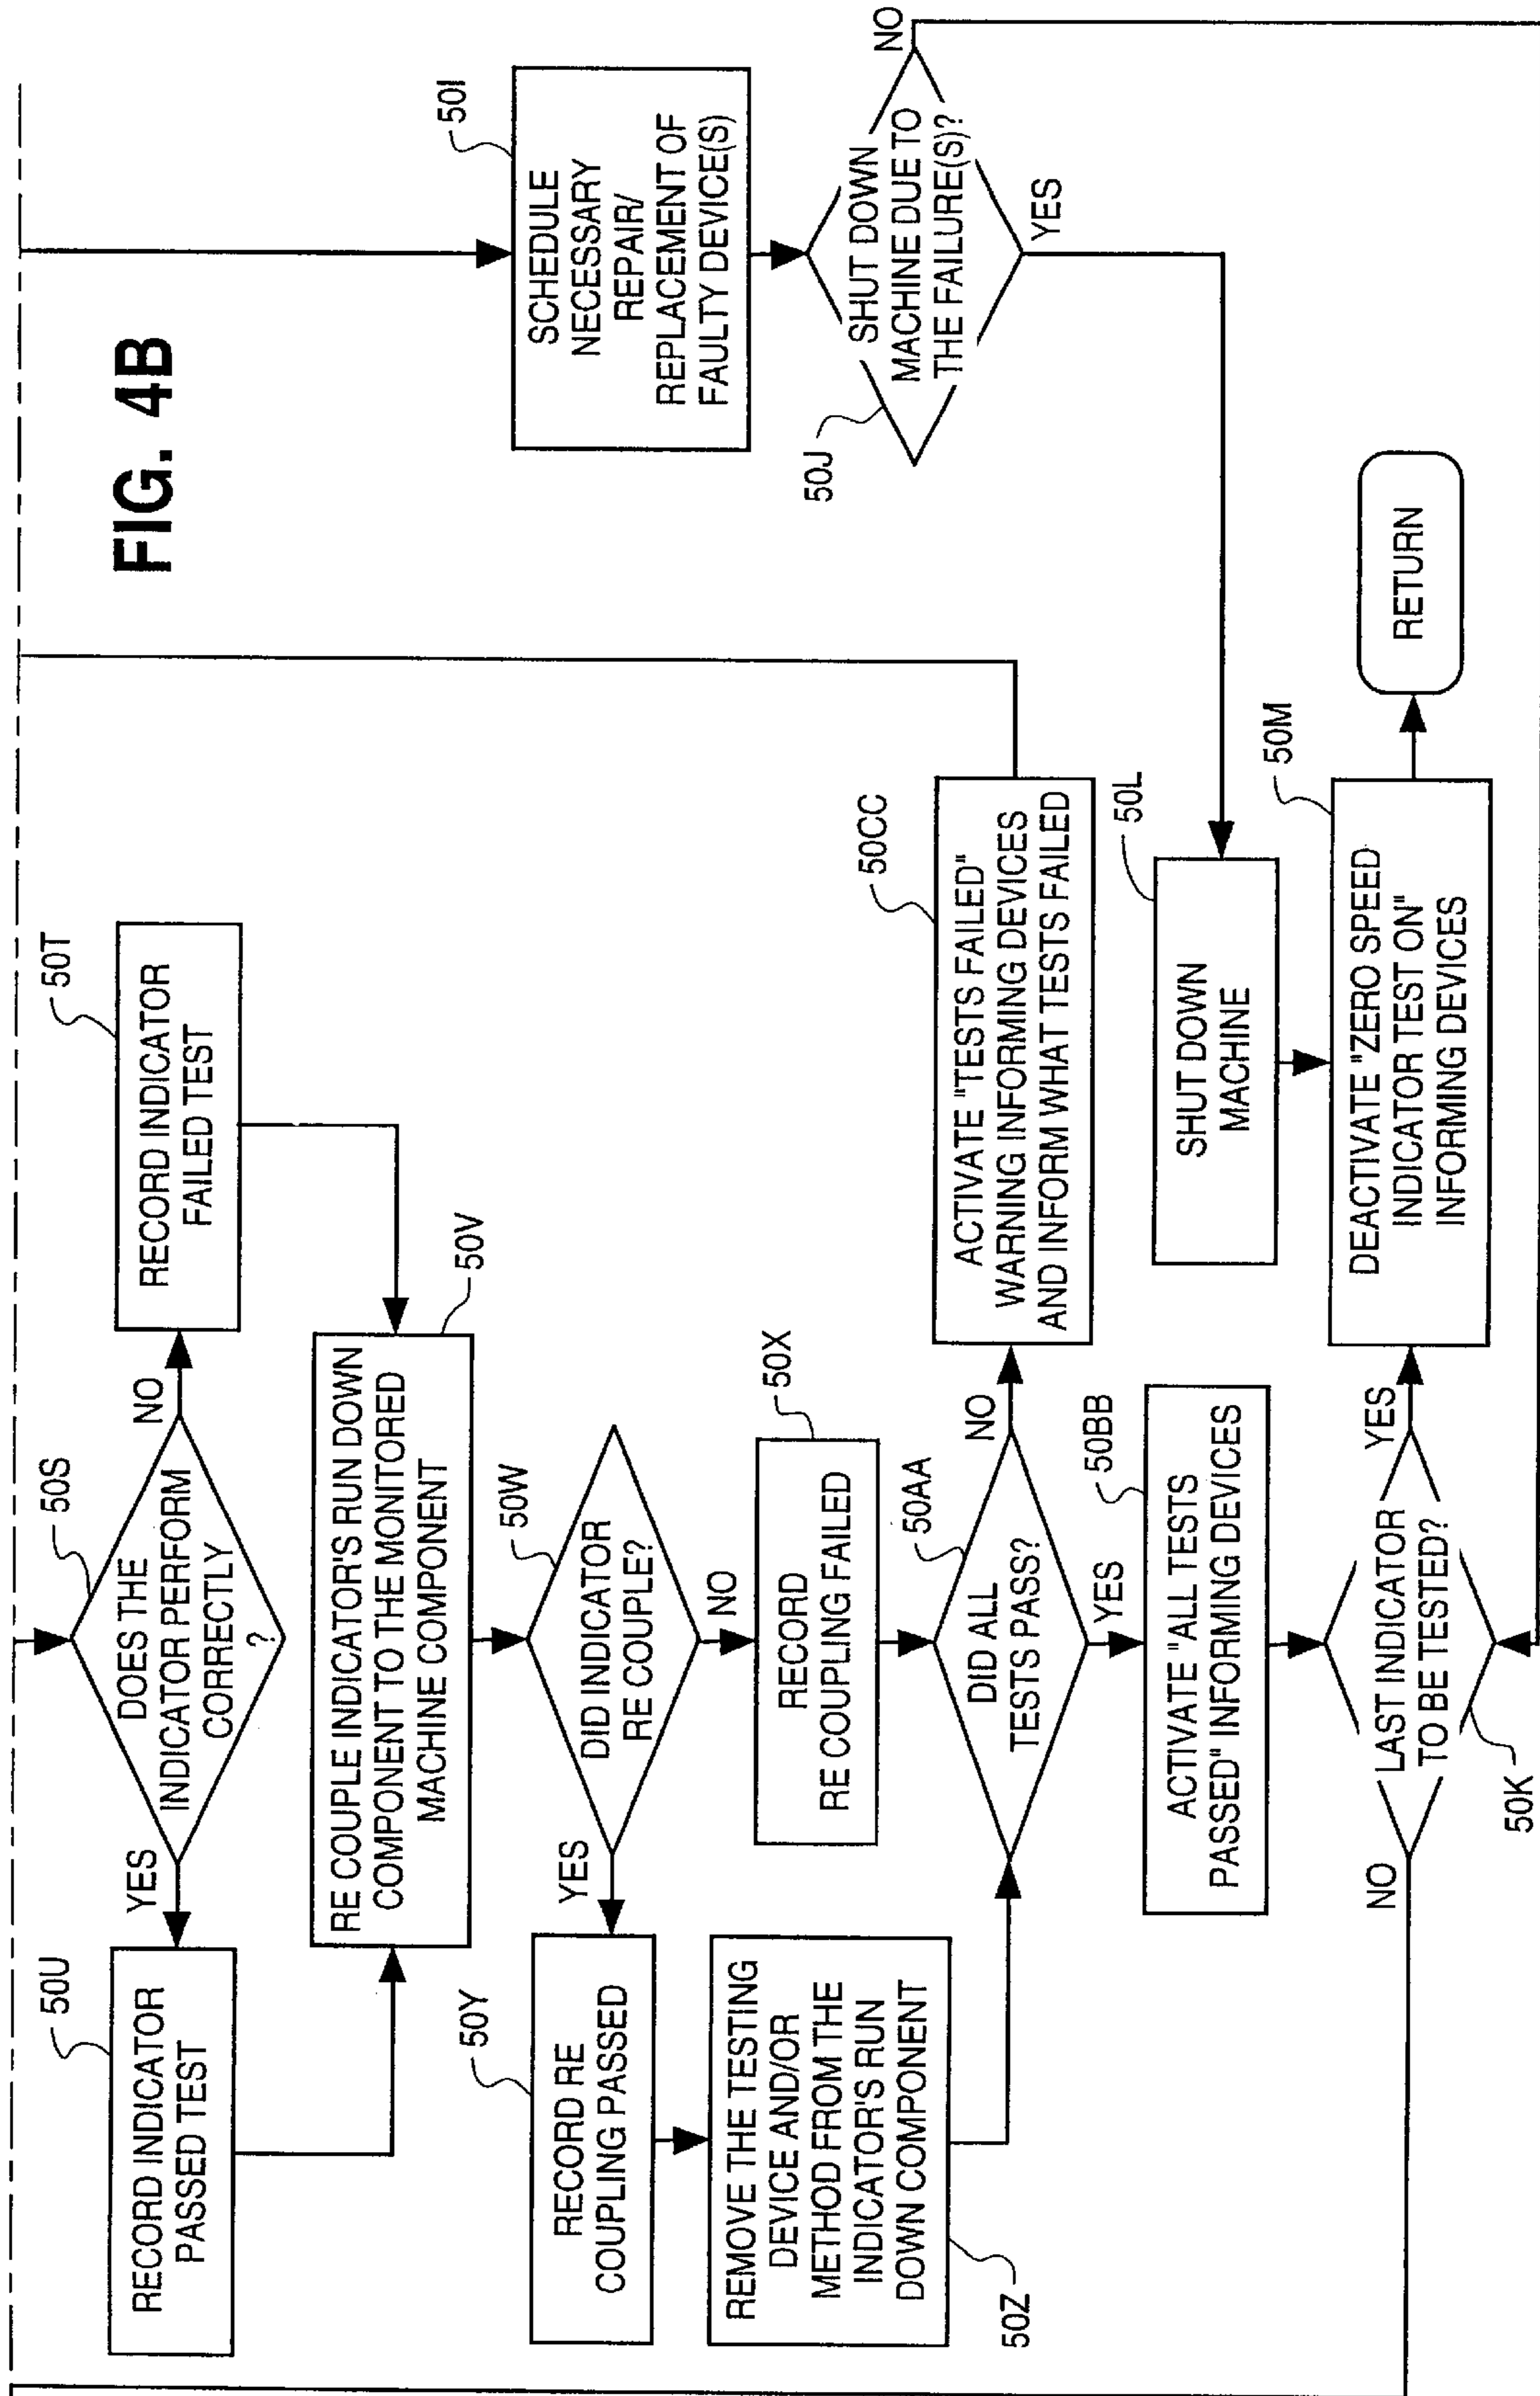 FIG. 4B
50S
DOES THE
INDICATOR PERFORM
CORRECTLY
?
YES
NO
50U
RECORD INDICATOR
PASSED TEST
50T
RECORD INDICATOR
FAILED TEST
50V
RE COUPLE INDICATOR'S RUN DOWN
COMPONENT TO THE MONITORED
MACHINE COMPONENT
50W
DID INDICATOR
RE COUPLE?
YES
NO
50Y
RECORD RE
COUPLING PASSED
50X
RECORD
RE COUPLING FAILED
REMOVE THE TESTING
DEVICE AND/OR
METHOD FROM THE
INDICATOR'S RUN
DOWN COMPONENT
50Z
50AA
DID ALL
TESTS PASS?
NO
YES
50CC
ACTIVATE "TESTS FAILED"
WARNING INFORMING DEVICES
AND INFORM WHAT TESTS FAILED
50BB
ACTIVATE "ALL TESTS
PASSED" INFORMING DEVICES
LAST INDICATOR
TO BE TESTED?
50K
NO
YES
50I
SCHEDULE
NECESSARY
REPAIR/
REPLACEMENT OF
FAULTY DEVICE(S)
50J
SHUT DOWN
MACHINE DUE TO
THE FAILURE(S)?
NO
YES
50L
SHUT DOWN
MACHINE
50M
DEACTIVATE "ZERO SPEED
INDICATOR TEST ON"
INFORMING DEVICES
RETURN